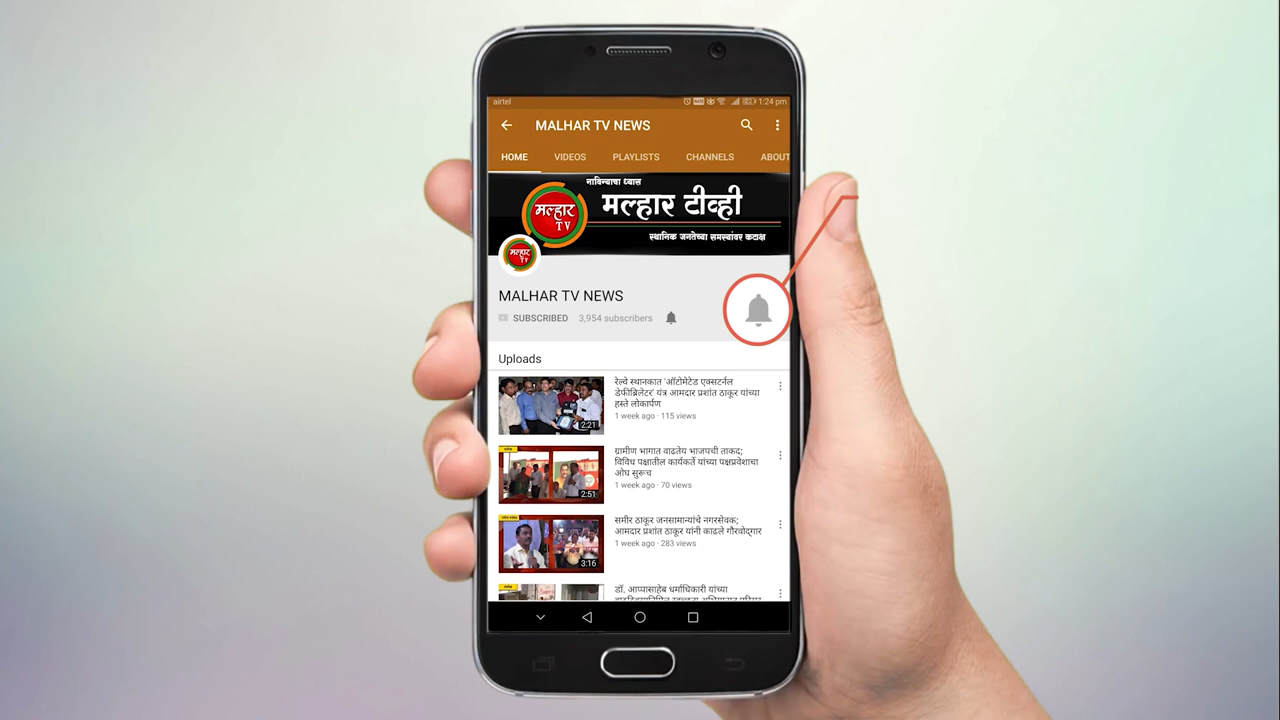 airtel 1:24 pm
MALHAR TV NEWS
HOME VIDEOS PLAYLISTS CHANNELS ABOUT
नाविन्याचा ध्यास
मल्हार टीव्ही
मल्हार
TV
स्थानिक जनतेच्या समस्यांवर कटाक्ष
मल्हार
TV
MALHAR TV NEWS
SUBSCRIBED 3,954 subscribers
Uploads
रेल्वे स्थानकात 'ऑटोमेटेड एक्सटर्नल
डेफीब्रिलेटर' यंत्र आमदार प्रशांत ठाकूर यांच्या
हस्ते लोकार्पण
1 week ago · 115 views
2:21
ग्रामीण भागात वाढतेय भाजपची ताकद;
विविध पक्षातील कार्यकर्ते यांच्या पक्षप्रवेशाचा
ओघ सुरूच
1 week ago · 70 views
2:51
समीर ठाकूर जनसामान्यांचे नगरसेवक;
आमदार प्रशांत ठाकूर यांनी काढले गौरवोद्गार
1 week ago · 283 views
3:16
डॉ. आप्पासाहेब धर्माधिकारी यांच्या